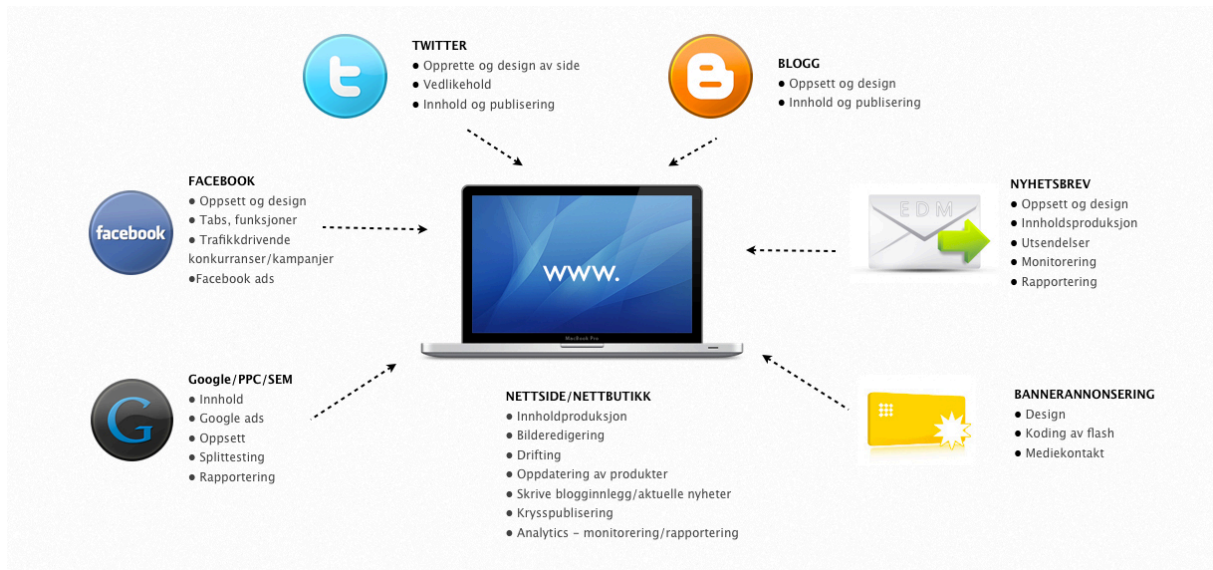 TWITTER
● Opprette og design av side
● Vedlikehold
● Innhold og publisering
BLOGG
● Oppsett og design
● Innhold og publisering
FACEBOOK
● Oppsett og design
● Tabs, funksjoner
● Trafikkdrivende
konkurranser/kampanjer
●Facebook ads
facebook
www.
MacBook Pro
EDM
NYHETSBREV
● Oppsett og design
● Innholdsproduksjon
● Utsendelser
● Monitorering
● Rapportering
Google/PPC/SEM
● Innhold
● Google ads
● Oppsett
● Splittesting
● Rapportering
G
NETTSIDE/NETTBUTIKK
● Innholdproduksjon
● Bilderedigering
● Drifting
● Oppdatering av produkter
● Skrive blogginnlegg/aktuelle nyheter
● Krysspublisering
● Analytics – monitorering/rapportering
BANNERANNONSERING
● Design
● Koding av flash
● Mediekontakt